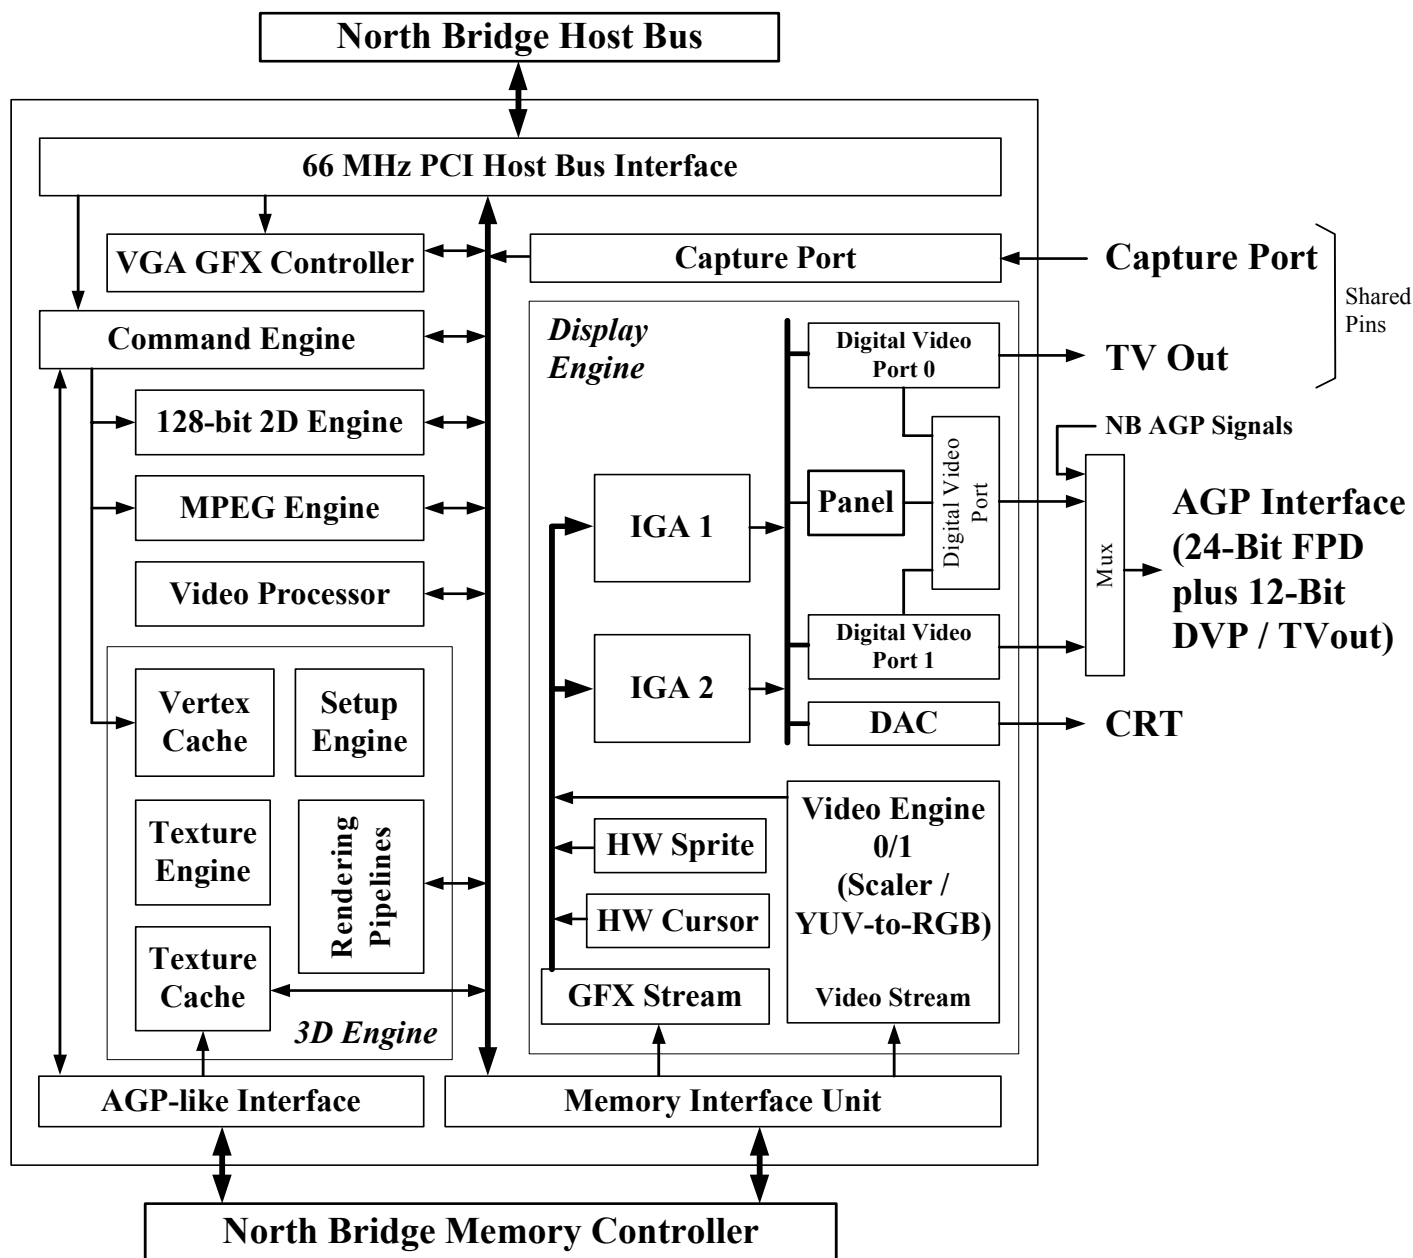 North Bridge Host Bus
66 MHz PCI Host Bus Interface
VGA GFX Controller
Capture Port
Capture Port
Shared
Pins
Command Engine
Display
Engine
Digital Video
Port 0
TV Out
128-bit 2D Engine
NB AGP Signals
MPEG Engine
IGA 1
Panel
Digital Video
Port
Mux
AGP Interface
(24-Bit FPD
plus 12-Bit
DVP / TVout)
Video Processor
Digital Video
Port 1
Vertex
Cache
Setup
Engine
IGA 2
DAC
CRT
Texture
Engine
Rendering
Pipelines
Video Engine
0/1
(Scaler /
YUV-to-RGB)
HW Sprite
HW Cursor
Texture
Cache
GFX Stream
Video Stream
3D Engine
AGP-like Interface
Memory Interface Unit
North Bridge Memory Controller